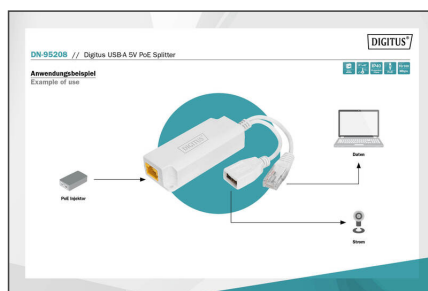 DIGITUS®
DN-95208 // Digitus USB-A 5V PoE Splitter
Anwendungsbeispiel
Example of use
DIGITUS
Daten
PoE Injektor
Strom